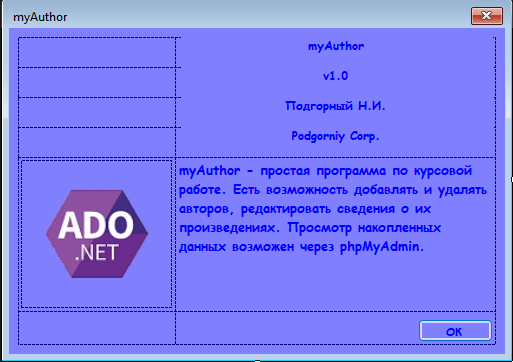 myAuthor
myAuthor
v1.0
Подгорный Н.И.
Podgorniy Corp.
myAuthor - простая программа по курсовой
работе. Есть возможность добавлять и удалять
авторов, редактировать сведения о их
произведениях. Просмотр накопленных
данных возможен через phpMyAdmin.
ADO
.NET
OK